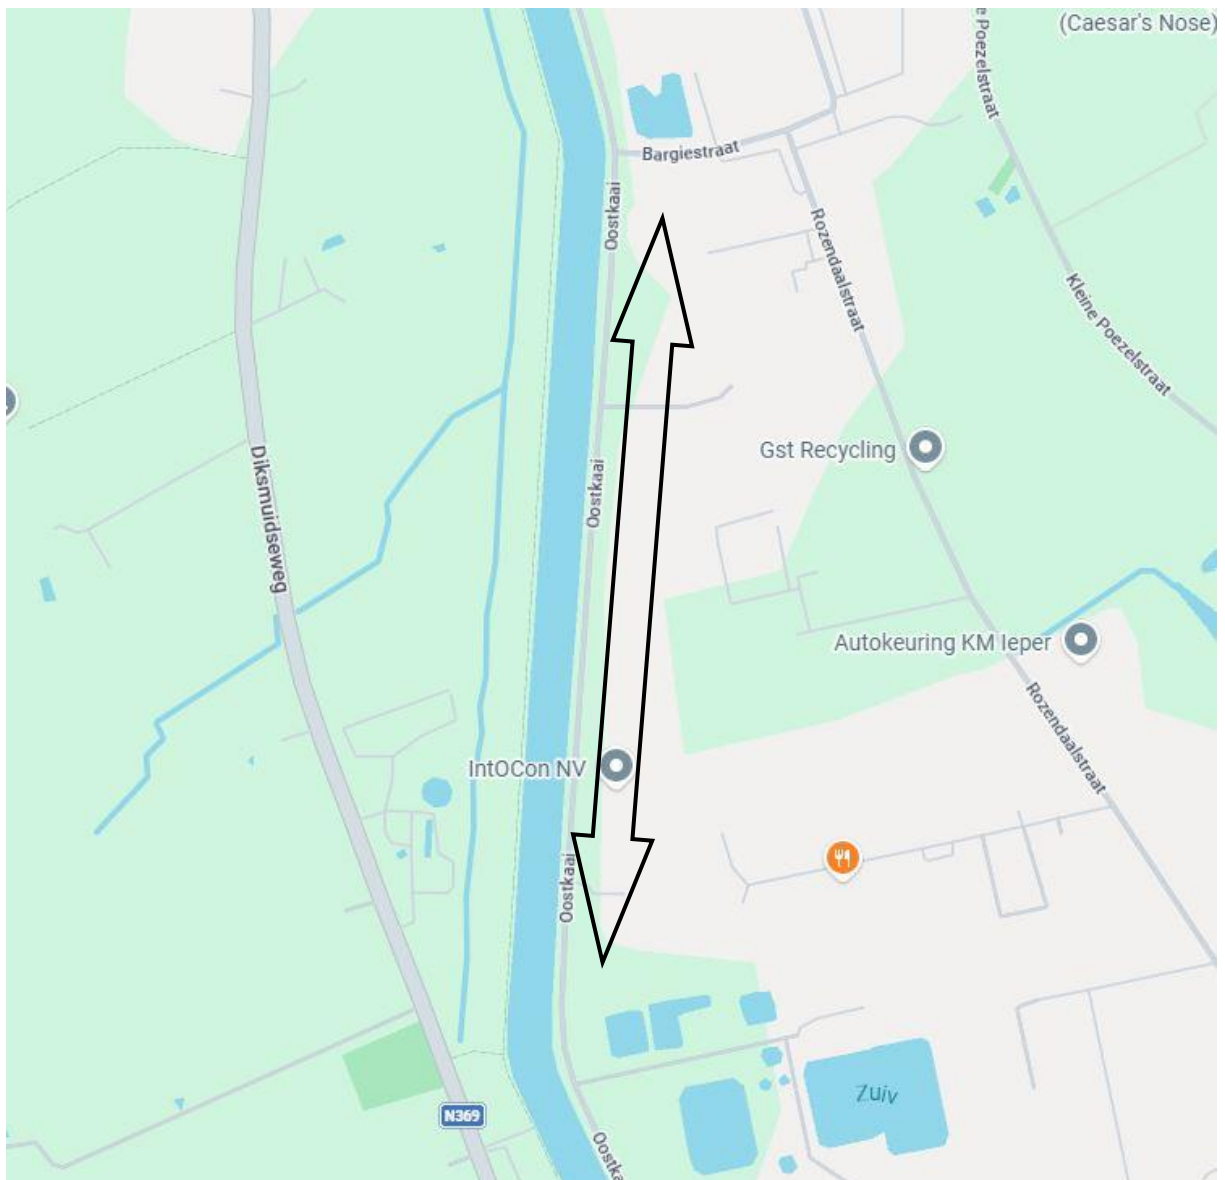 (Caesar's Nose)
e Poezelstraat
Bargiestraat
Oostkaai
Rozendaalstraat
Kleine Poezelstraat
Gst Recycling
Diksmuidseweg
Oostkaai
Autokeuring KM Ieper
Rozendaalstraat
IntOCon NV
Oostkaai
Zuiv
N369
Oostkaai